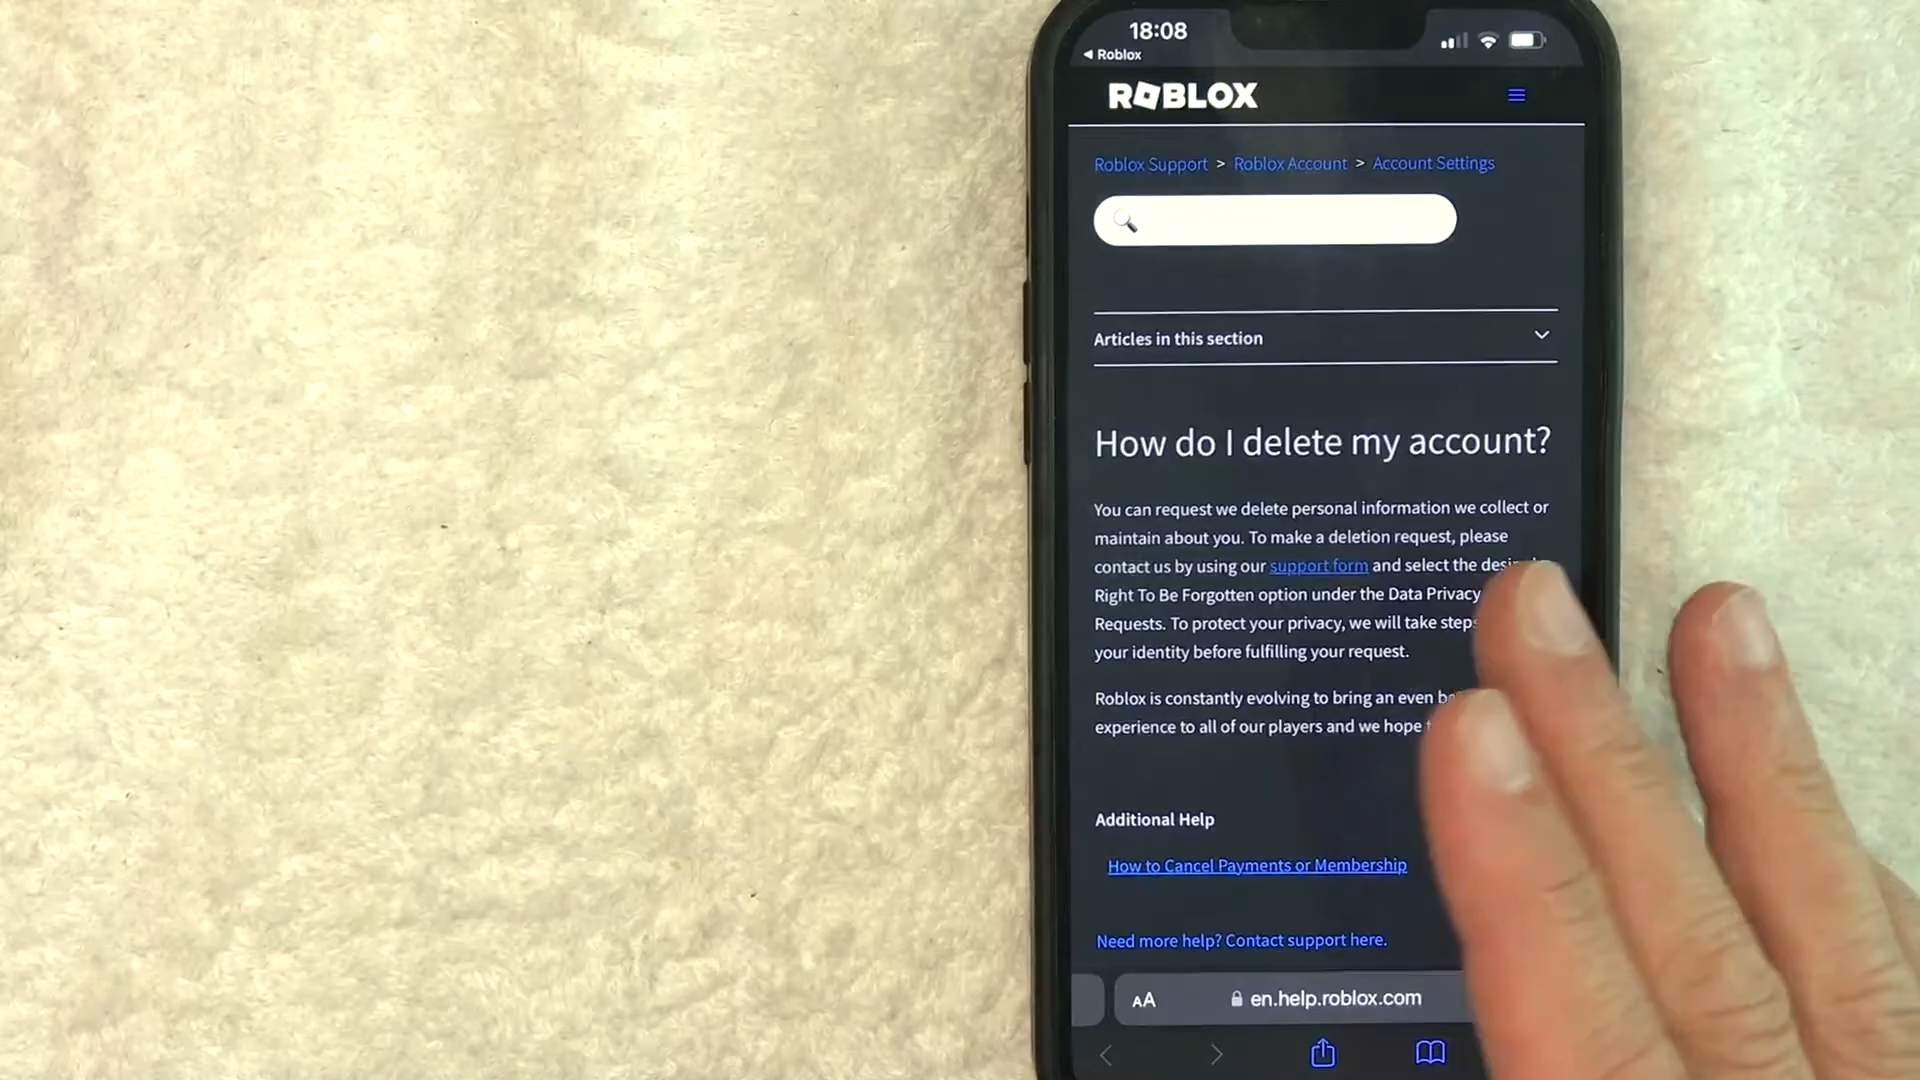 18:08
Roblox
ROBLOX
Roblox Support > Roblox Account > Account Settings
Articles in this section
How do I delete my account?
You can request we delete personal information we collect or
maintain about you. To make a deletion request, please
contact us by using our support form and select the
Right To Be Forgotten option under the Data Privacy
Requests. To protect your privacy, we will take
your identity before fulfilling your request.
Roblox is constantly evolving to bring an even
experience to all of our players and we hope
Additional Help
How to Cancel Payments or Membership
Need more help? Contact support here.
AA en.help.roblox.com